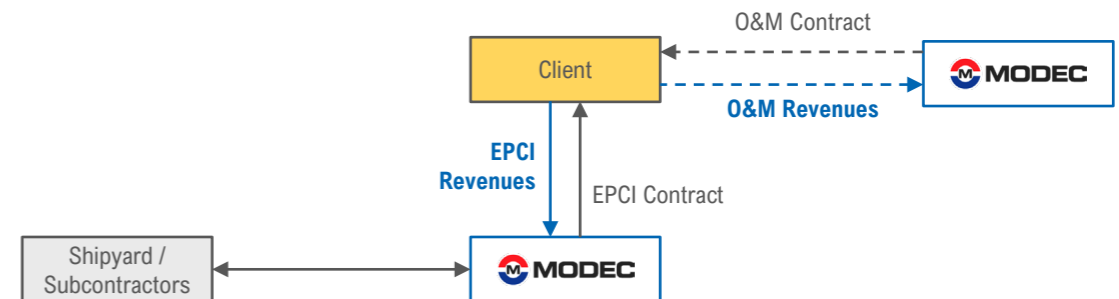 O&M Contract
Client
M MODEC
O&M Revenues
EPCI
Revenues
EPCI Contract
Shipyard /
Subcontractors
M MODEC